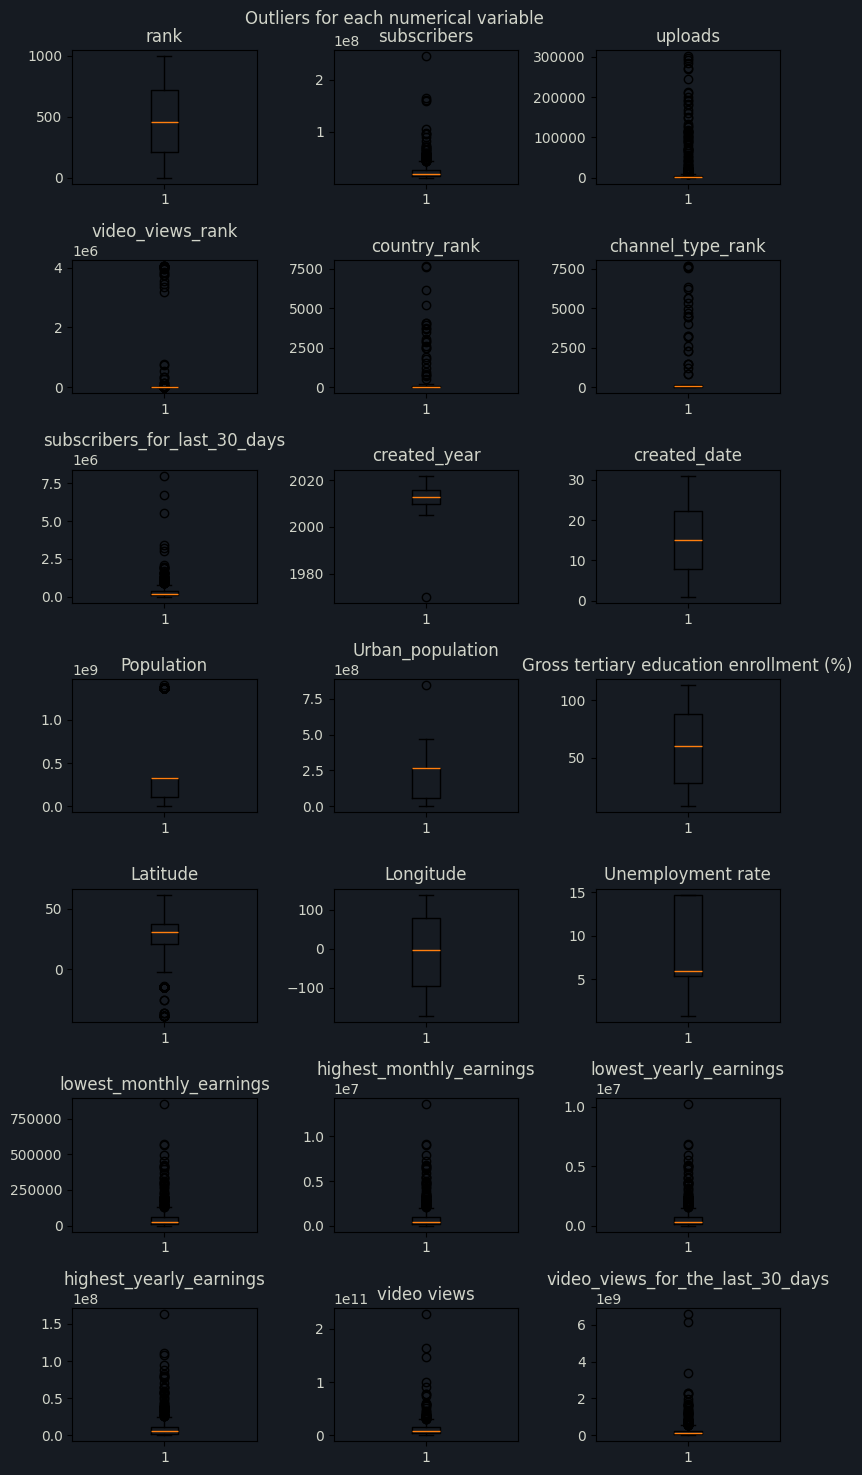 Outliers for each numerical variable
rank
1000
500
0
1
subscribers
1e8
2
1
1
uploads
300000
200000
100000
0
1
video_views_rank
1e6
4
2
0
1
country_rank
7500
5000
2500
0
1
channel_type_rank
7500
5000
2500
0
1
subscribers_for_last_30_days
1e6
7.5
5.0
2.5
0.0
1
created_year
2020
2000
1980
1
created_date
30
20
10
0
1
Population
1e9
1.0
0.5
0.0
1
Urban_population
1e8
7.5
5.0
2.5
0.0
1
Gross tertiary education enrollment (%)
100
50
1
Latitude
50
0
1
Longitude
100
0
−100
1
Unemployment rate
15
10
5
1
lowest_monthly_earnings
750000
500000
250000
0
1
highest_monthly_earnings
1e7
1.0
0.5
0.0
1
lowest_yearly_earnings
1e7
1.0
0.5
0.0
1
highest_yearly_earnings
1e8
1.5
1.0
0.5
0.0
1
video views
1e11
2
1
0
1
video_views_for_the_last_30_days
1e9
6
4
2
0
1